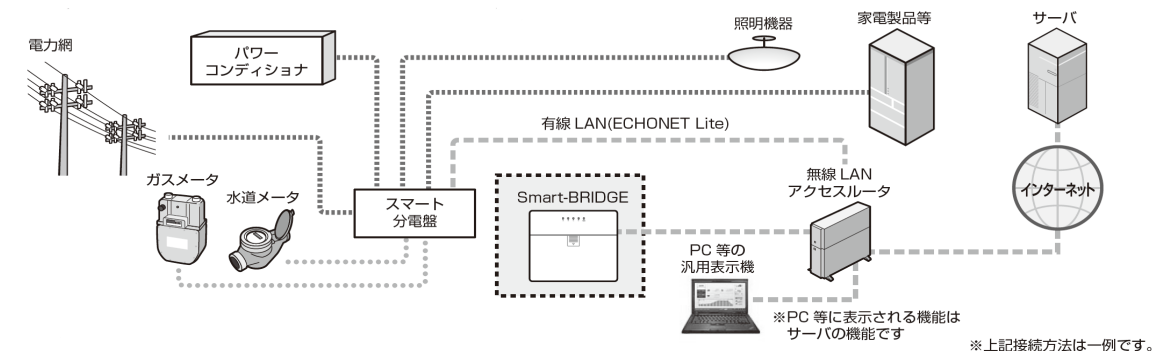 電力網
パワー
コンディショナ
照明機器
家電製品等
サーバ
有線 LAN(ECHONET Lite)
ガスメータ
水道メータ
スマート
分電盤
Smart-BRIDGE
無線 LAN
アクセスルータ
インターネット
PC 等の
汎用表示機
※PC 等に表示される機能は
サーバの機能です
※上記接続方法は一例です。